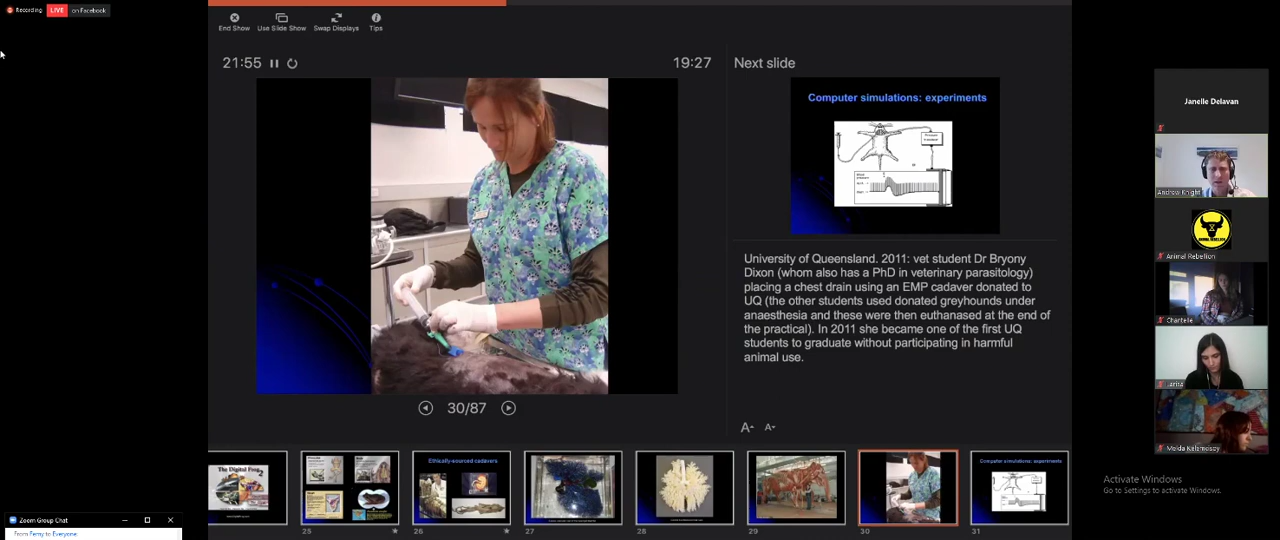 Recording
LIVE on Facebook
End Show
Use Slide Show
Swap Displays
Tips
21:55
19:27
Next slide
Computer simulations: experiments
University of Queensland. 2011: vet student Dr Bryony
Dixon (whom also has a PhD in veterinary parasitology)
placing a chest drain using an EMP cadaver donated to
UQ (the other students used donated greyhounds under
anaesthesia and these were then euthanased at the end of
the practical). In 2011 she became one of the first UQ
students to graduate without participating in harmful
animal use.
30/87
A A
Janelle Delavan
Andrew Knight
Animal Rebellion
Chantelle
Activate Windows
Go to Settings to activate Windows.
The Digital Frog 2
Ethically-sourced cadavers
Computer simulations: experiments
25
26
27
28
29
30
31
Zoom Group Chat
From Ferny to Everyone: